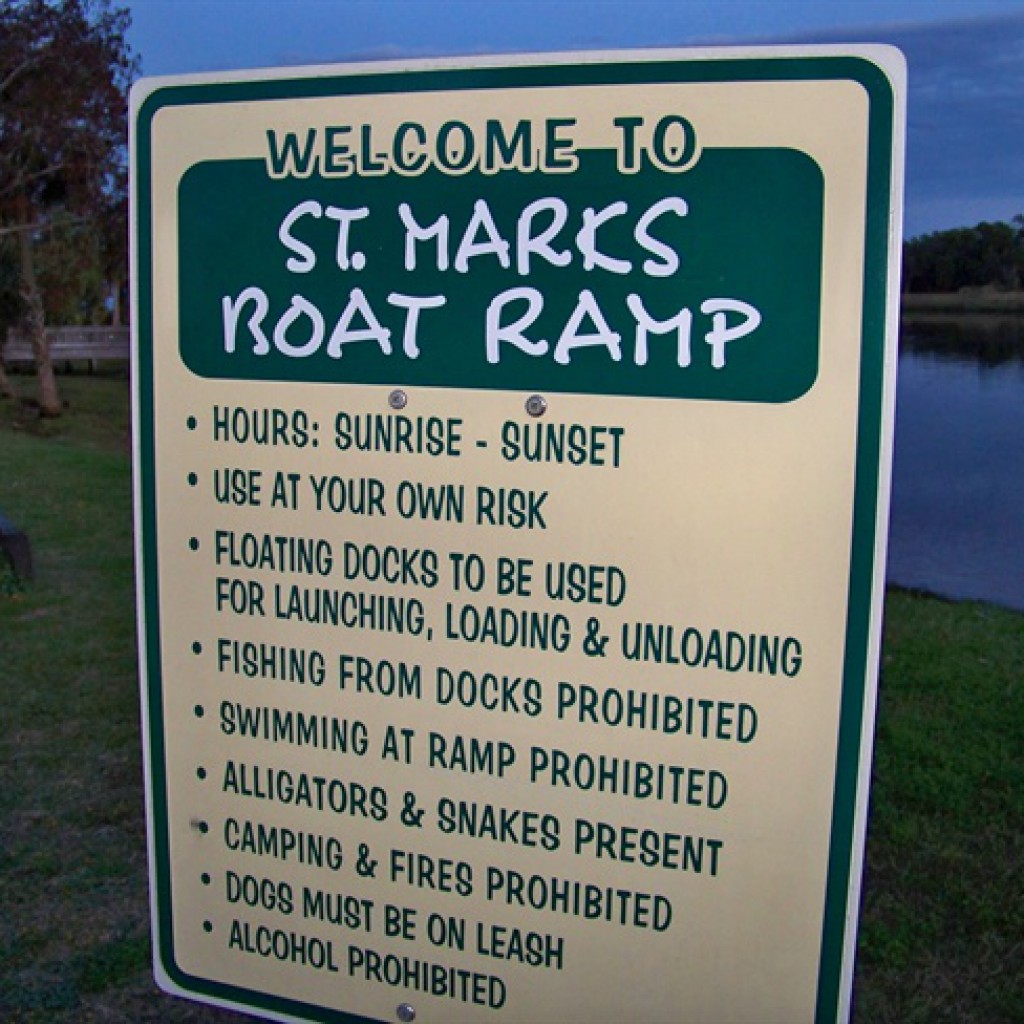 WELCOME TO
ST. MARKS
BOAT RAMP
• HOURS: SUNRISE - SUNSET
• USE AT YOUR OWN RISK
• FLOATING DOCKS TO BE USED
FOR LAUNCHING, LOADING & UNLOADING
• FISHING FROM DOCKS PROHIBITED
• SWIMMING AT RAMP PROHIBITED
• ALLIGATORS & SNAKES PRESENT
• CAMPING & FIRES PROHIBITED
• DOGS MUST BE ON LEASH
• ALCOHOL PROHIBITED